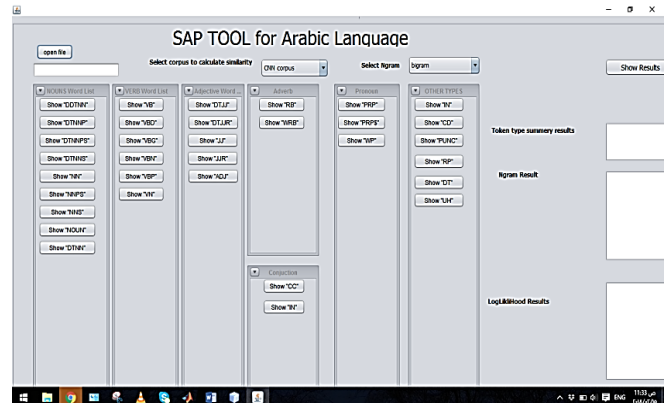 SAP TOOL for Arabic Language
open file
Select corpus to calculate similarity
CNN corpus
Select Ngram
bigram
Show Results
NOUNS Word List
Show "DDTNN"
Show "DTNNP"
Show "DTNNPS"
Show "DTNNS"
Show "NN"
Show "NNPS"
Show "NNS"
Show "NOUN"
Show "DTNN"
VERB Word List
Show "VB"
Show "VBD"
Show "VBG"
Show "VBN"
Show "VBP"
Show "VN"
Adjective Word ...
Show "DTJJ"
Show "DTJJR"
Show "JJ"
Show "JJR"
Show "ADJ"
Adverb
Show "RB"
Show "WRB"
Conjuction
Show "CC"
Show "IN"
Pronoun
Show "PRP"
Show "PRP$"
Show "WP"
OTHER TYPES
Show "IN"
Show "CD"
Show "PUNC"
Show "RP"
Show "DT"
Show "UH"
Token type summery results
Ngram Result
LogLikliHood Results
ENG
11:33 ص